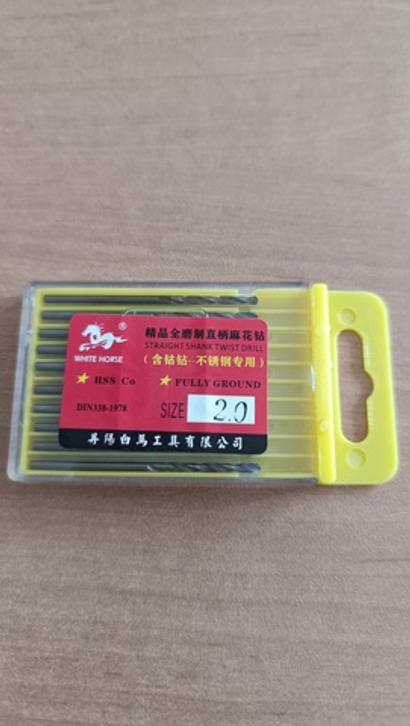 ®
精品全磨制直柄麻花钻
STRAIGHT SHANK TWIST DRILL
WHITE HORSE
(含钴钻--不锈钢专用)
★ HSS Co ★ FULLY GROUND
DIN338-1978 SIZE 2.0
丹陽白馬工具有限公司